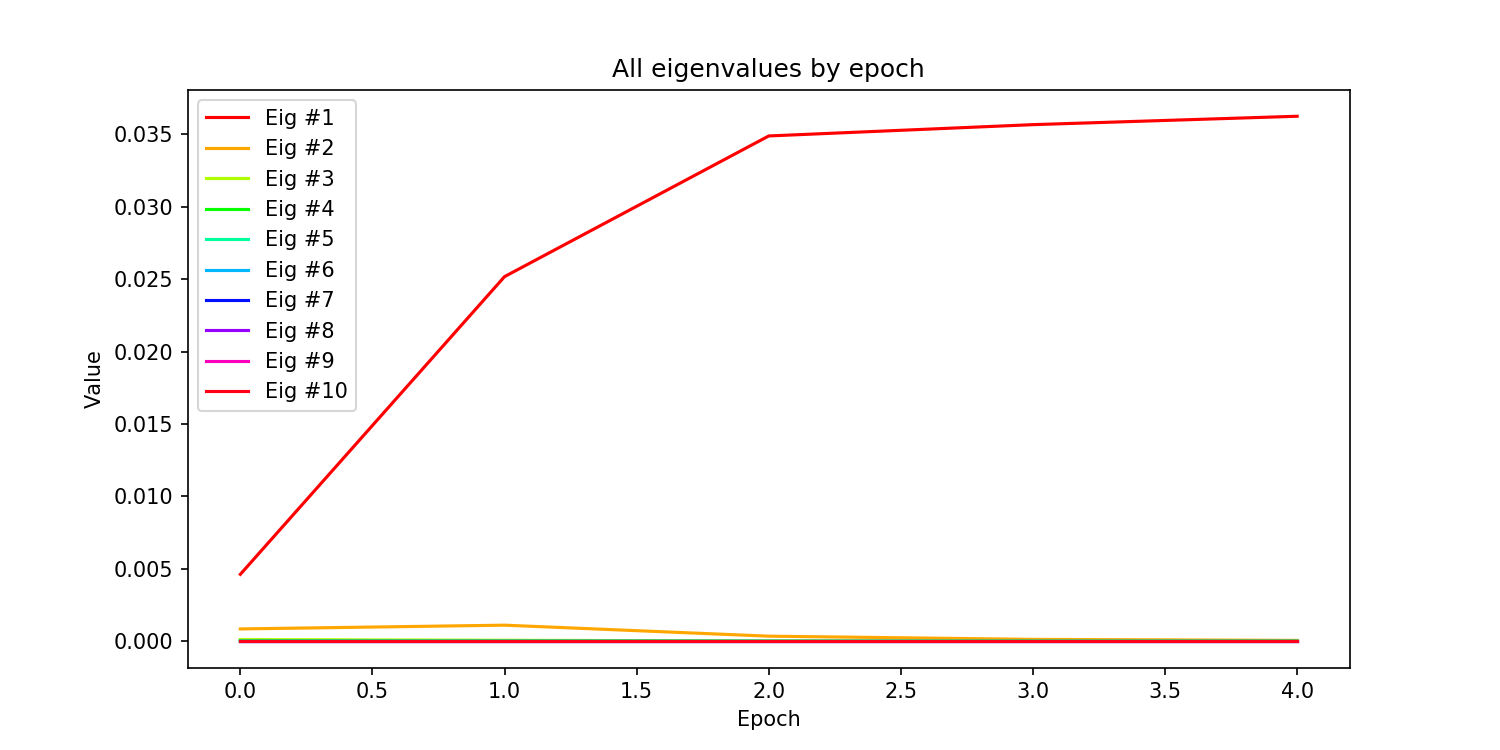 All eigenvalues by epoch
Eig #1
Eig #2
Eig #3
Eig #4
Eig #5
Eig #6
Eig #7
Eig #8
Eig #9
Eig #10
0.035
0.030
0.025
0.020
0.015
0.010
0.005
0.000
Value
0.0 0.5 1.0 1.5 2.0 2.5 3.0 3.5 4.0
Epoch